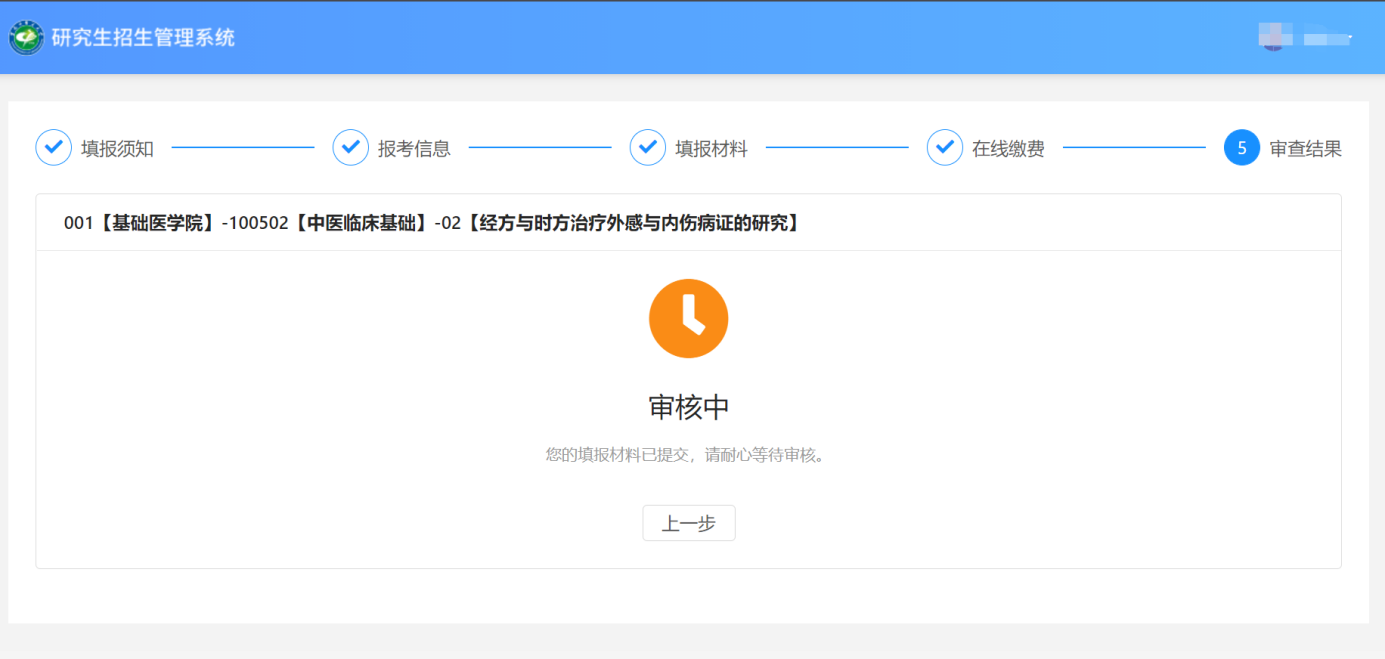 研究生招生管理系统
填报须知
报考信息
填报材料
在线缴费
5 审查结果
001【基础医学院】-100502【中医临床基础】-02【经方与时方治疗外感与内伤病证的研究】
审核中
您的填报材料已提交，请耐心等待审核。
上一步